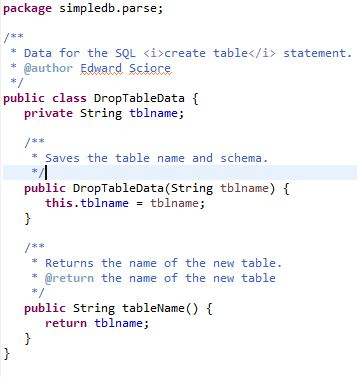 package simpledb.parse;
/**
 * Data for the SQL <i>create table</i> statement.
 * @author Edward Sciore
 */
public class DropTableData {
   private String tblname;
   /**
    * Saves the table name and schema.
    */
   public DropTableData(String tblname) {
      this.tblname = tblname;
   }
   /**
    * Returns the name of the new table.
    * @return the name of the new table
    */
   public String tableName() {
      return tblname;
   }
}